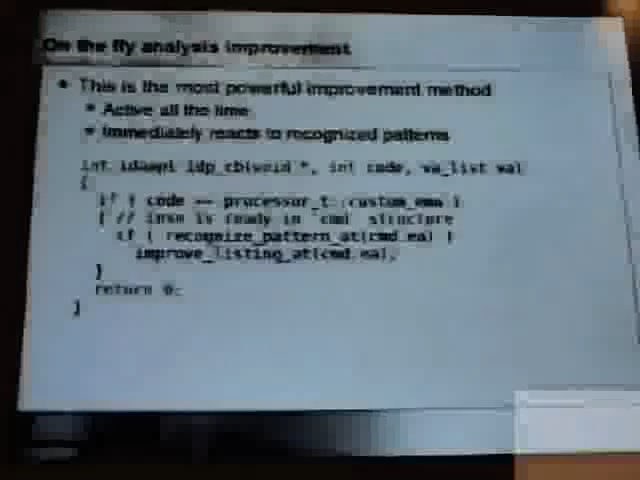 On the fly analysis improvement
• This is the most powerful improvement method
• Active all the time
• Immediately reacts to recognized patterns
int idaapi idp_cb(void *, int code, va_list va)
{
if ( code == processor_t::custom_emu )
{ // insn is ready in 'cmd' structure
if ( recognize_pattern_at(cmd.ea) )
improve_listing_at(cmd.ea);
}
return 0;
}